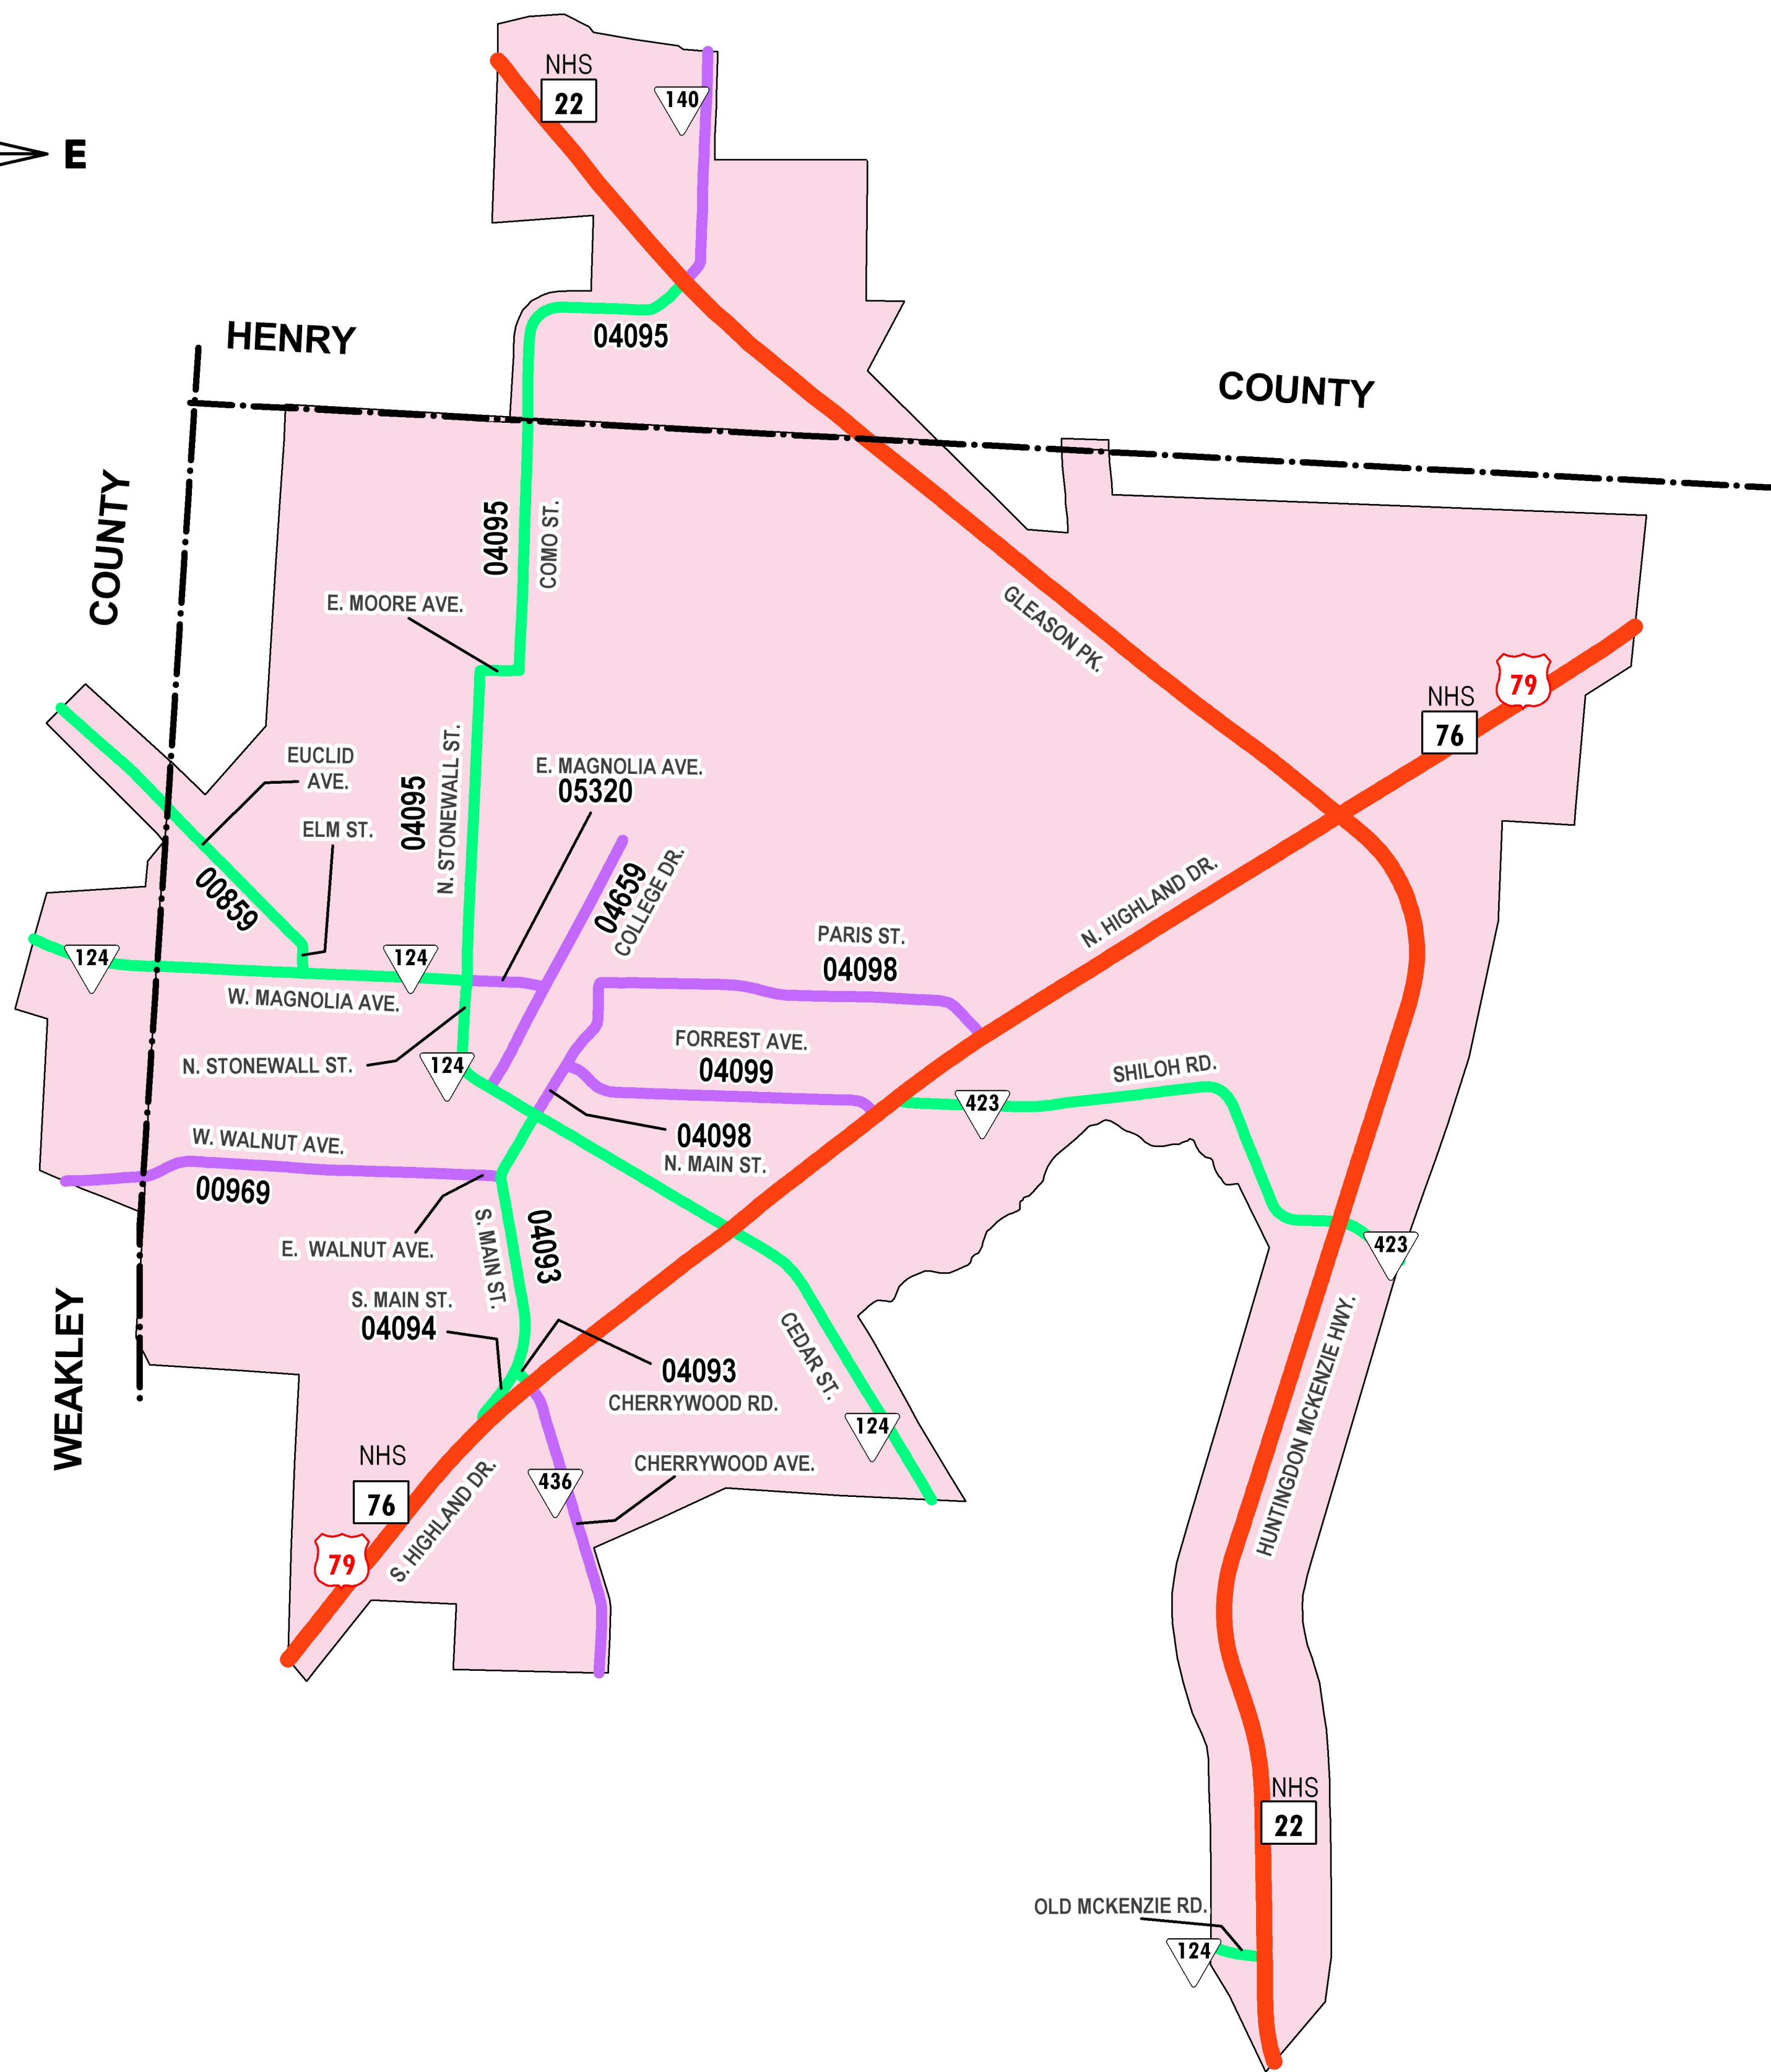 NHS
22
140
E
HENRY
04095
COUNTY
COUNTY
04095
COMO ST.
E. MOORE AVE.
GLEASON PK.
79
NHS
76
N. STONEWALL ST.
04095
EUCLID
AVE.
E. MAGNOLIA AVE.
05320
ELM ST.
00859
04659
COLLEGE DR.
N. HIGHLAND DR.
PARIS ST.
04098
124
124
W. MAGNOLIA AVE.
FORREST AVE.
04099
N. STONEWALL ST.
124
SHILOH RD.
423
04098
N. MAIN ST.
W. WALNUT AVE.
00969
S. MAIN ST.
04093
E. WALNUT AVE.
423
S. MAIN ST.
04094
WEAKLEY
CEDAR ST.
HUNTINGDON MCKENZIE HWY.
04093
CHERRYWOOD RD.
124
NHS
76
CHERRYWOOD AVE.
436
S. HIGHLAND DR.
79
NHS
22
OLD MCKENZIE RD.
124